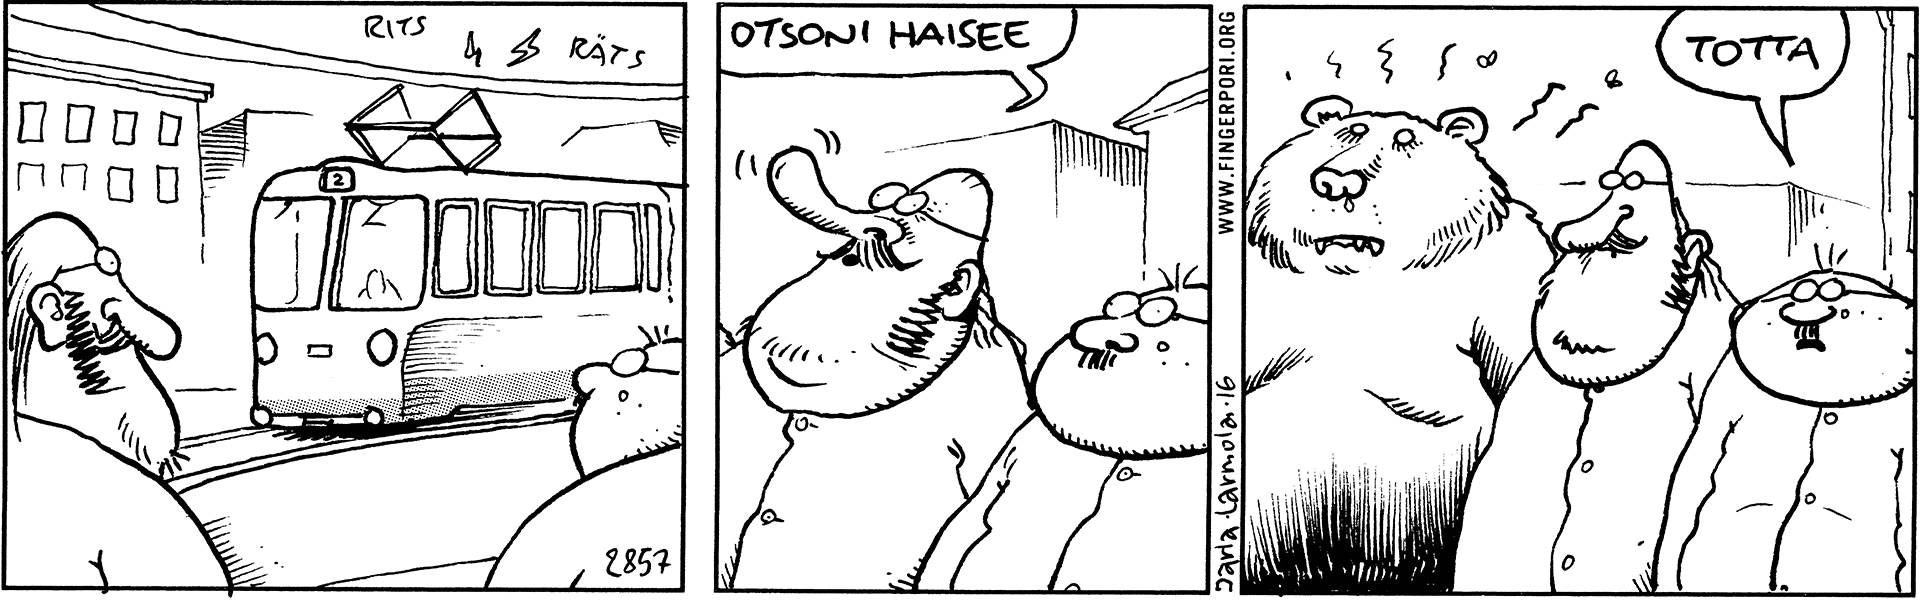 RITS
RÄTS
2
2857
OTSONI HAISEE
WWW.FINGERPORI.ORG
Jarla·Larmola·16
TOTTA